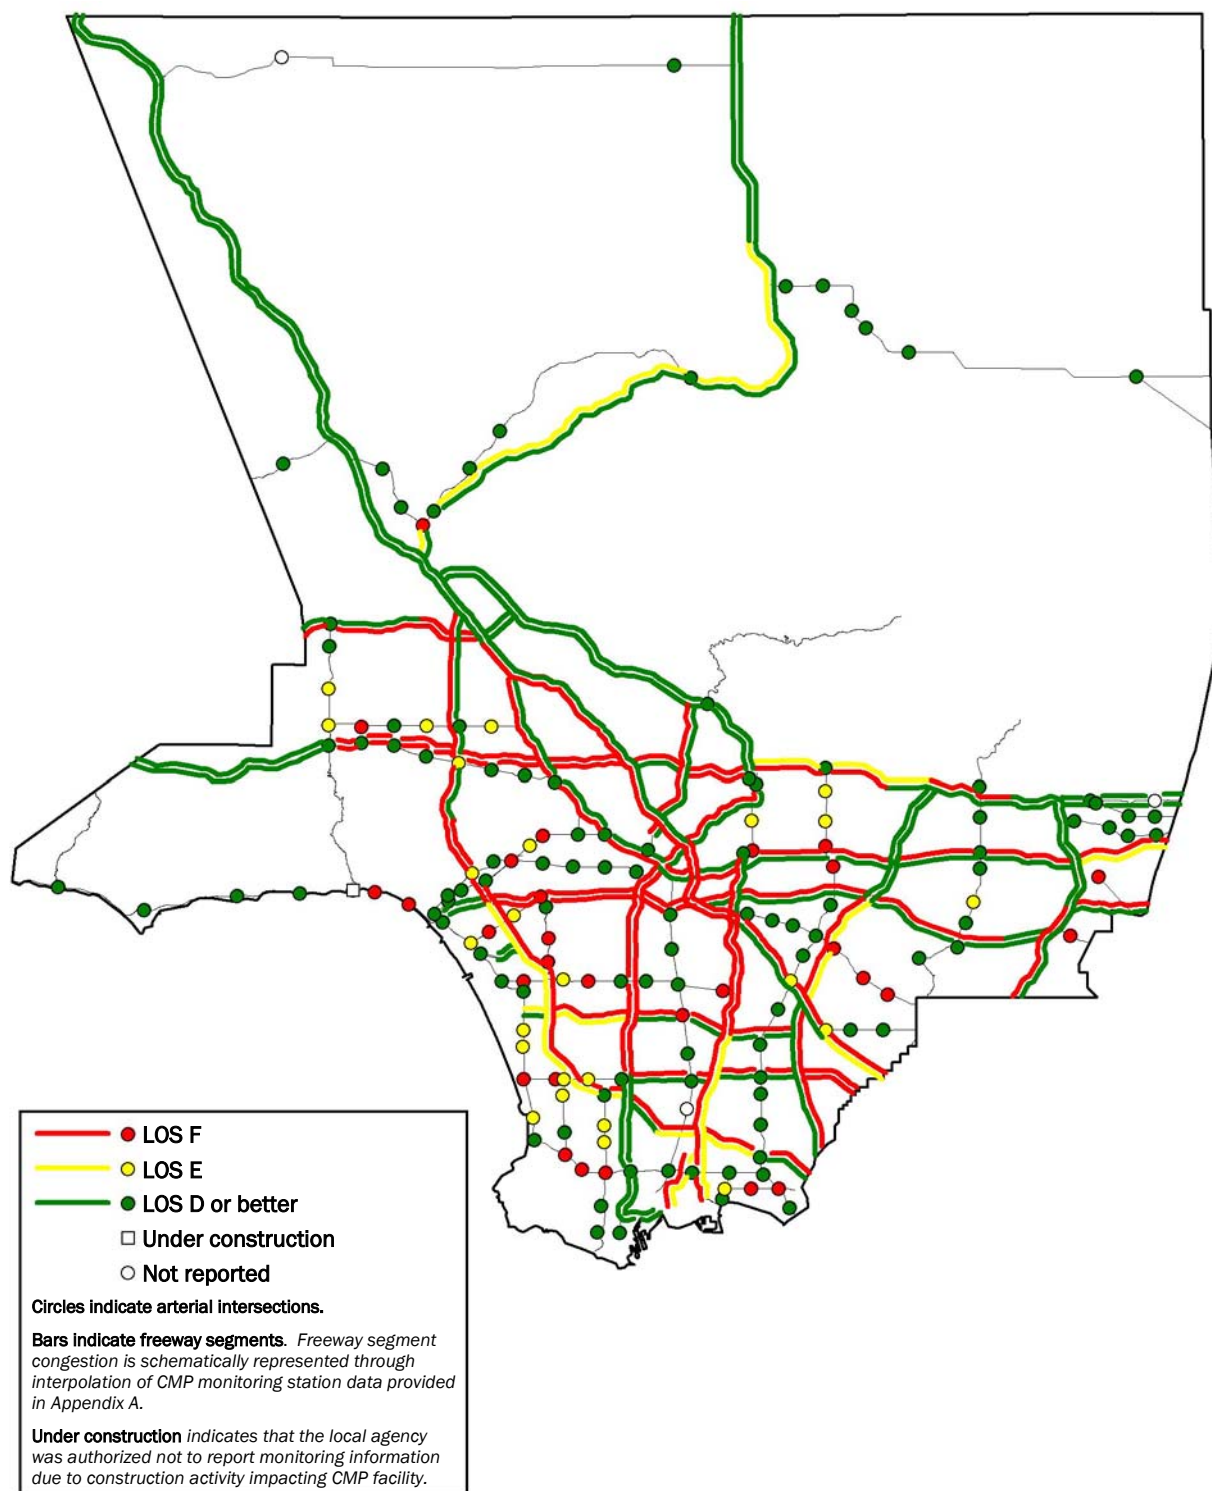 LOS F
LOS E
LOS D or better
Under construction
Not reported
Circles indicate arterial intersections.
Bars indicate freeway segments. Freeway segment
congestion is schematically represented through
interpolation of CMP monitoring station data provided
in Appendix A.
Under construction indicates that the local agency
was authorized not to report monitoring information
due to construction activity impacting CMP facility.